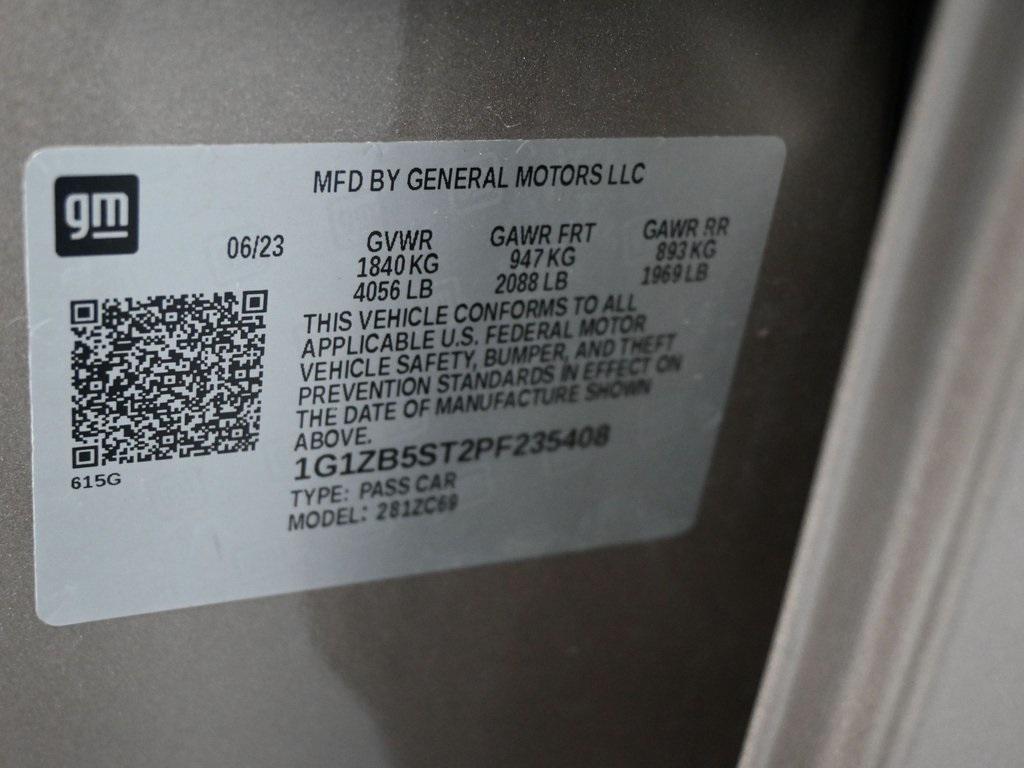 gm
MFD BY GENERAL MOTORS LLC
06/23 GVWR GAWR FRT GAWR RR
1840 KG 947 KG 893 KG
4056 LB 2088 LB 1969 LB
THIS VEHICLE CONFORMS TO ALL
APPLICABLE U.S. FEDERAL MOTOR
VEHICLE SAFETY, BUMPER, AND THEFT
PREVENTION STANDARDS IN EFFECT ON
THE DATE OF MANUFACTURE SHOWN
ABOVE.
1G1ZB5ST2PF235408
615G
TYPE: PASS CAR
MODEL: 281ZC69